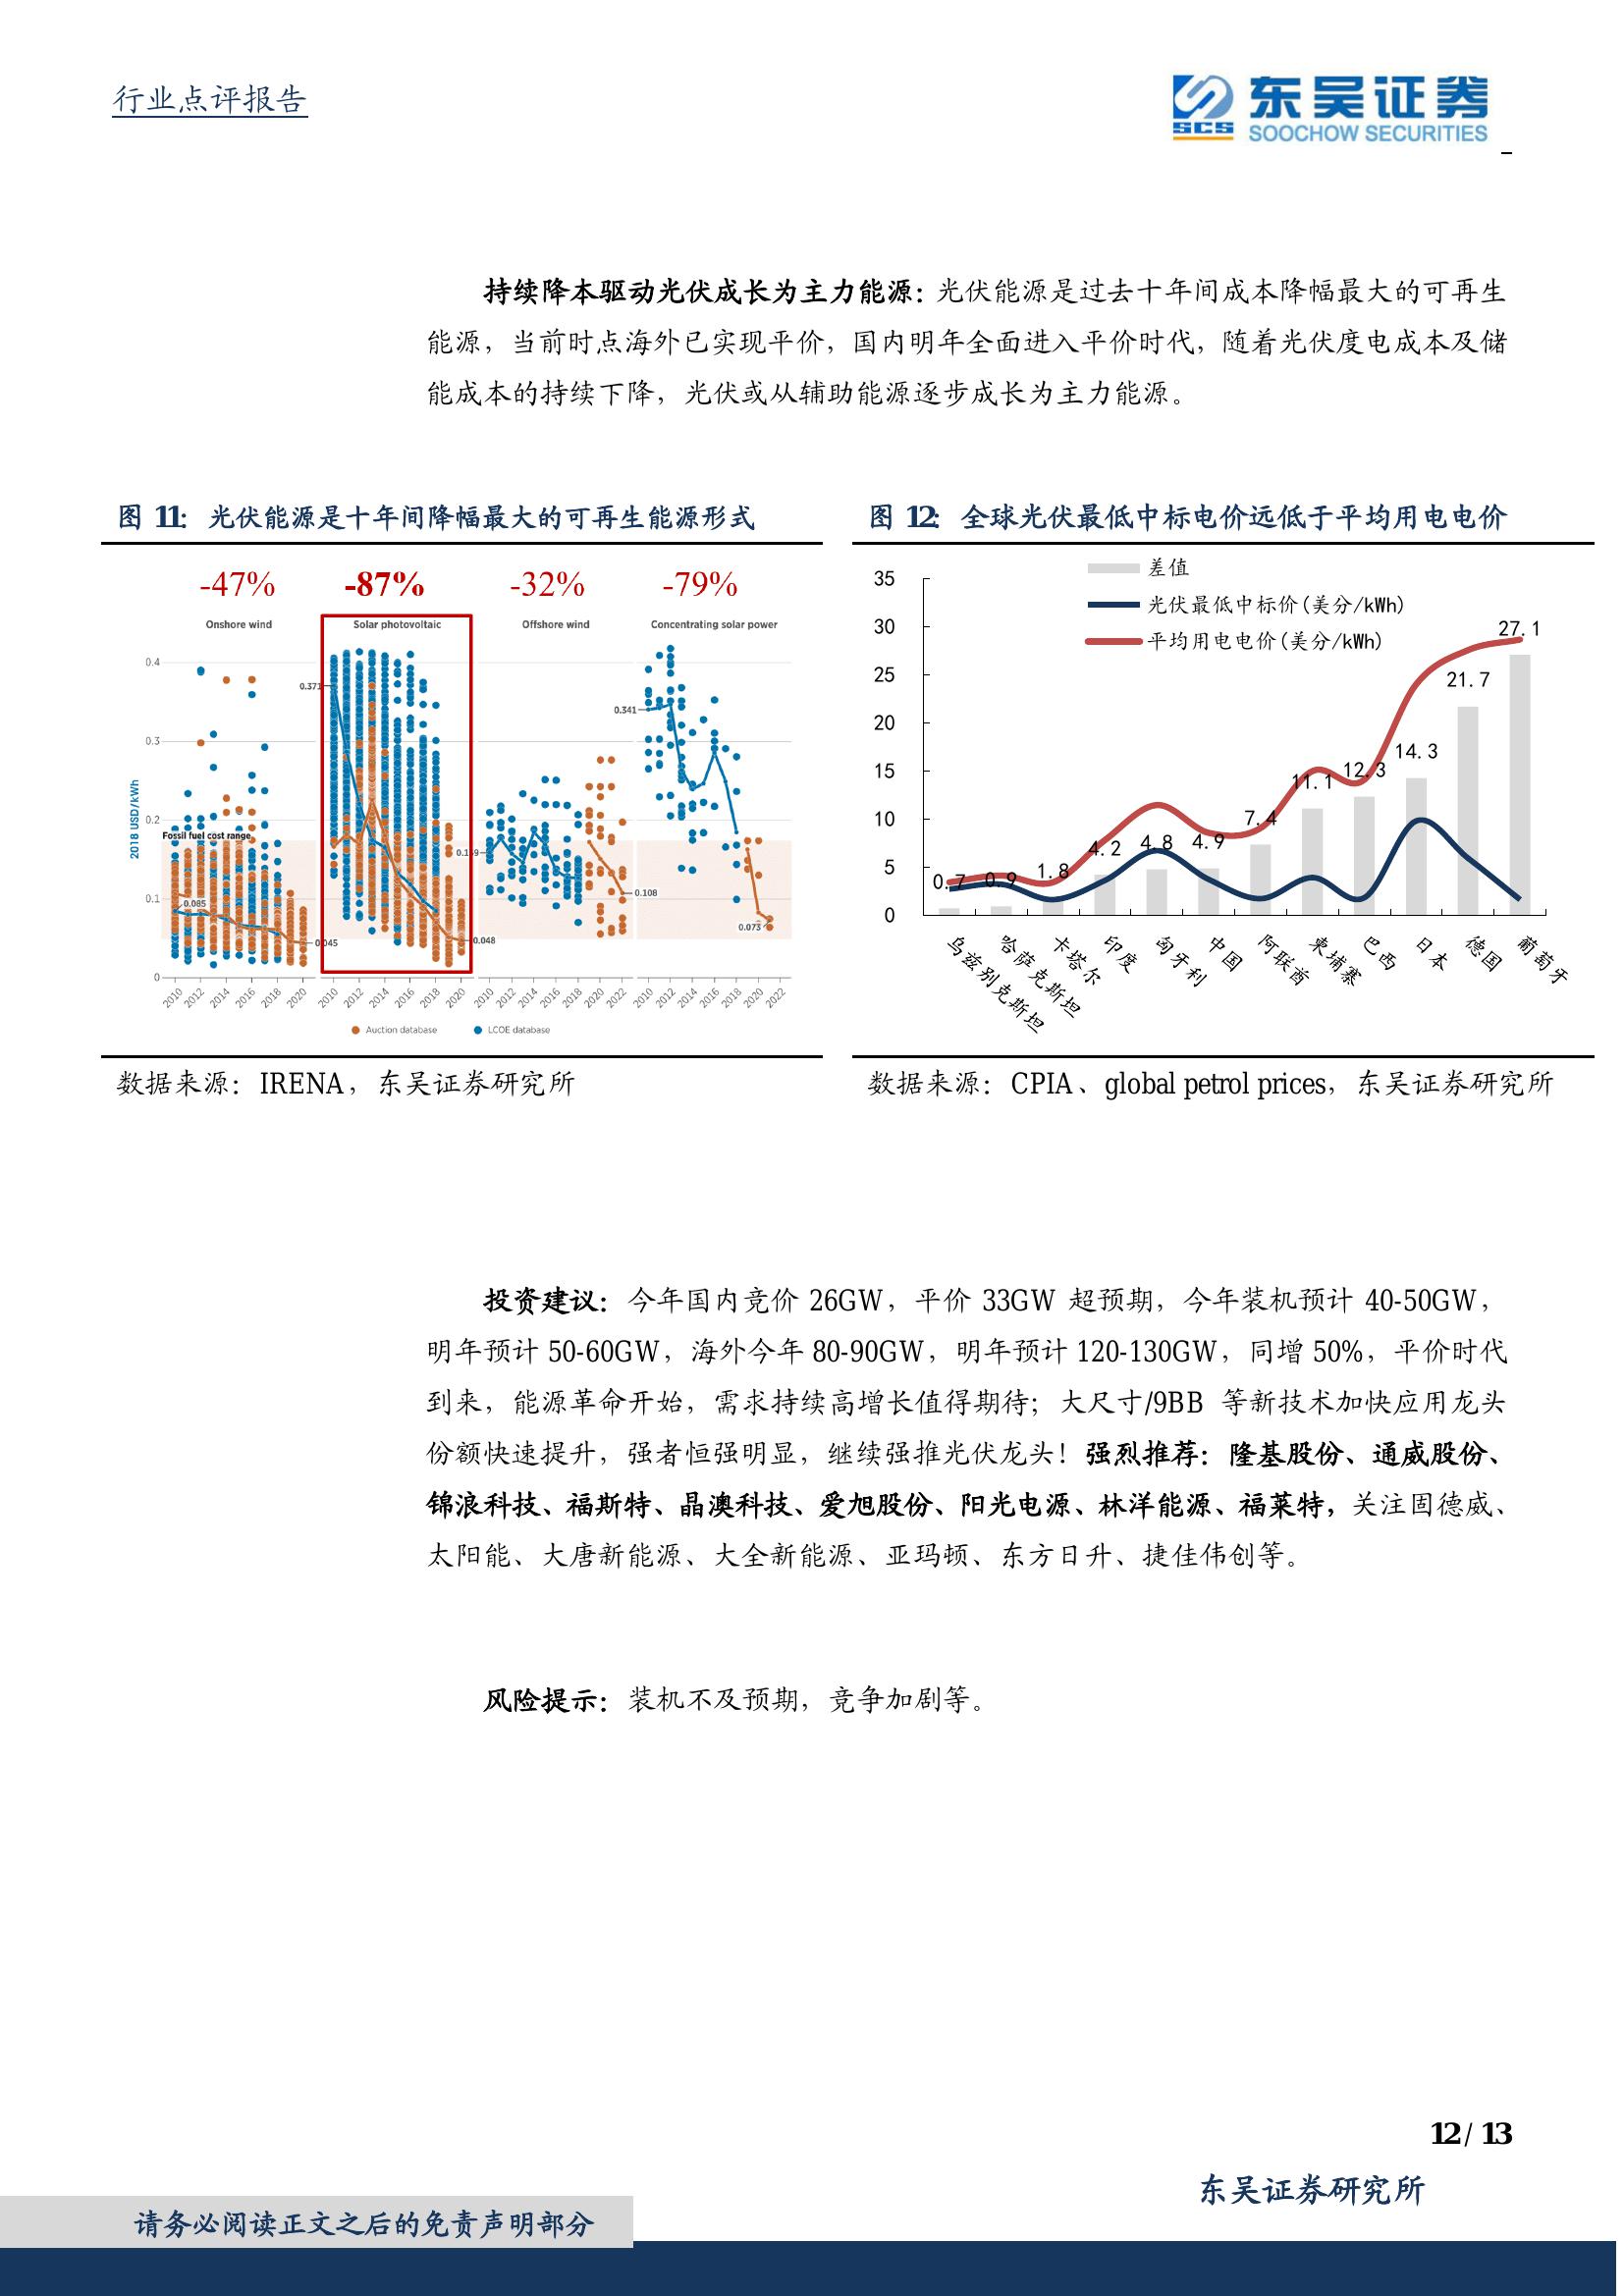 行业点评报告
东吴证券
SCS
SOOCHOW SECURITIES
持续降本驱动光伏成长为主力能源：光伏能源是过去十年间成本降幅最大的可再生
能源，当前时点海外已实现平价，国内明年全面进入平价时代，随着光伏度电成本及储
能成本的持续下降，光伏或从辅助能源逐步成长为主力能源。
图 11：光伏能源是十年间降幅最大的可再生能源形式
-47% -87% -32% -79%
Onshore wind Solar photovoltaic Offshore wind Concentrating solar power
2018 USD/kWh
0.4
0.3
0.2
0.1
0
Fossil fuel cost range
0.371
0.341
0.085
0.045
0.048
0.159
0.108
0.073
2010 2012 2014 2016 2018 2020 2010 2012 2014 2016 2018 2020 2010 2012 2014 2016 2018 2020 2022 2010 2012 2014 2016 2018 2020 2022
Auction database LCOE database
数据来源：IRENA，东吴证券研究所
图 12：全球光伏最低中标电价远低于平均用电电价
差值
光伏最低中标价(美分/kWh)
平均用电电价(美分/kWh)
35
30
25
20
15
10
5
0
0.7 0.9 1.8 4.2 4.8 4.9 7.4 11.1 12.3 14.3 21.7 27.1
乌兹别克斯坦 哈萨克斯坦 卡塔尔 印度 匈牙利 中国 阿联酋 柬埔寨 巴西 日本 德国 葡萄牙
数据来源：CPIA、global petrol prices，东吴证券研究所
投资建议：今年国内竞价 26GW，平价 33GW 超预期，今年装机预计 40-50GW，
明年预计 50-60GW，海外今年 80-90GW，明年预计 120-130GW，同增 50%，平价时代
到来，能源革命开始，需求持续高增长值得期待；大尺寸/9BB 等新技术加快应用龙头
份额快速提升，强者恒强明显，继续强推光伏龙头！强烈推荐：隆基股份、通威股份、
锦浪科技、福斯特、晶澳科技、爱旭股份、阳光电源、林洋能源、福莱特，关注固德威、
太阳能、大唐新能源、大全新能源、亚玛顿、东方日升、捷佳伟创等。
风险提示：装机不及预期，竞争加剧等。
12 / 13
东吴证券研究所
请务必阅读正文之后的免责声明部分